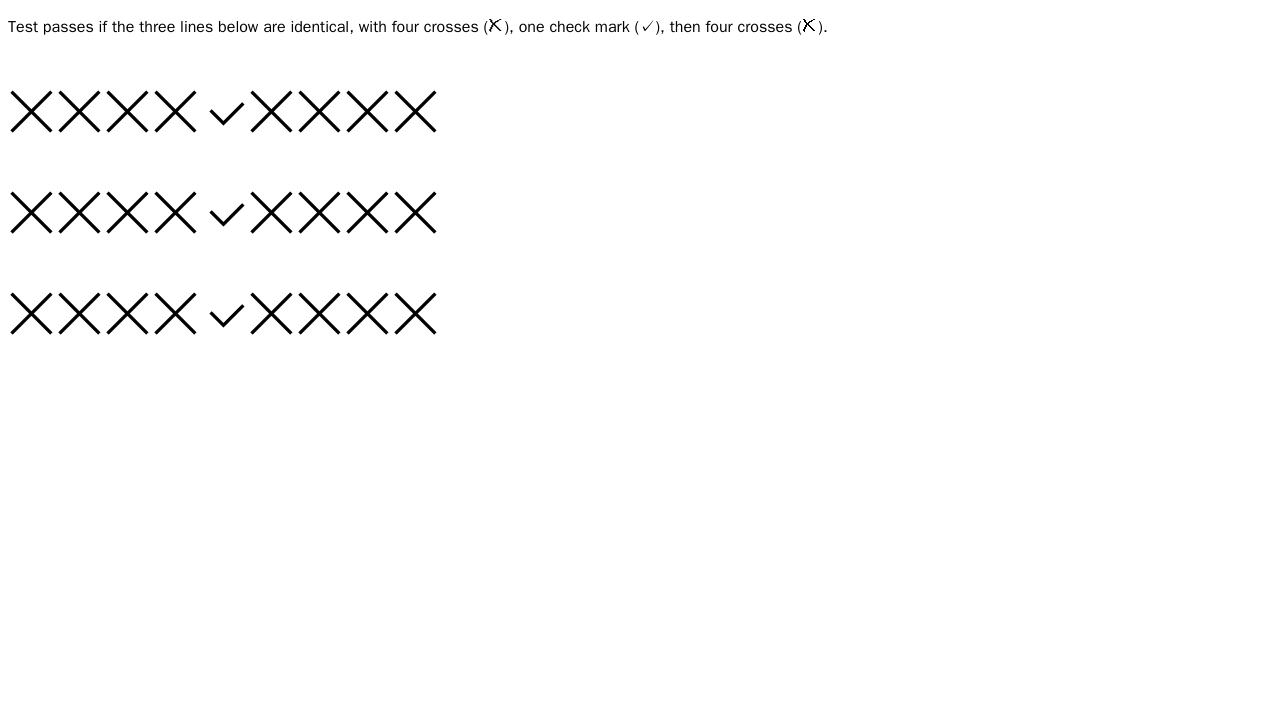 Test passes if the three lines below are identical, with four crosses (☓), one check mark (✓), then four crosses (☓).
☓☓☓☓✓☓☓☓☓
☓☓☓☓✓☓☓☓☓
☓☓☓☓✓☓☓☓☓